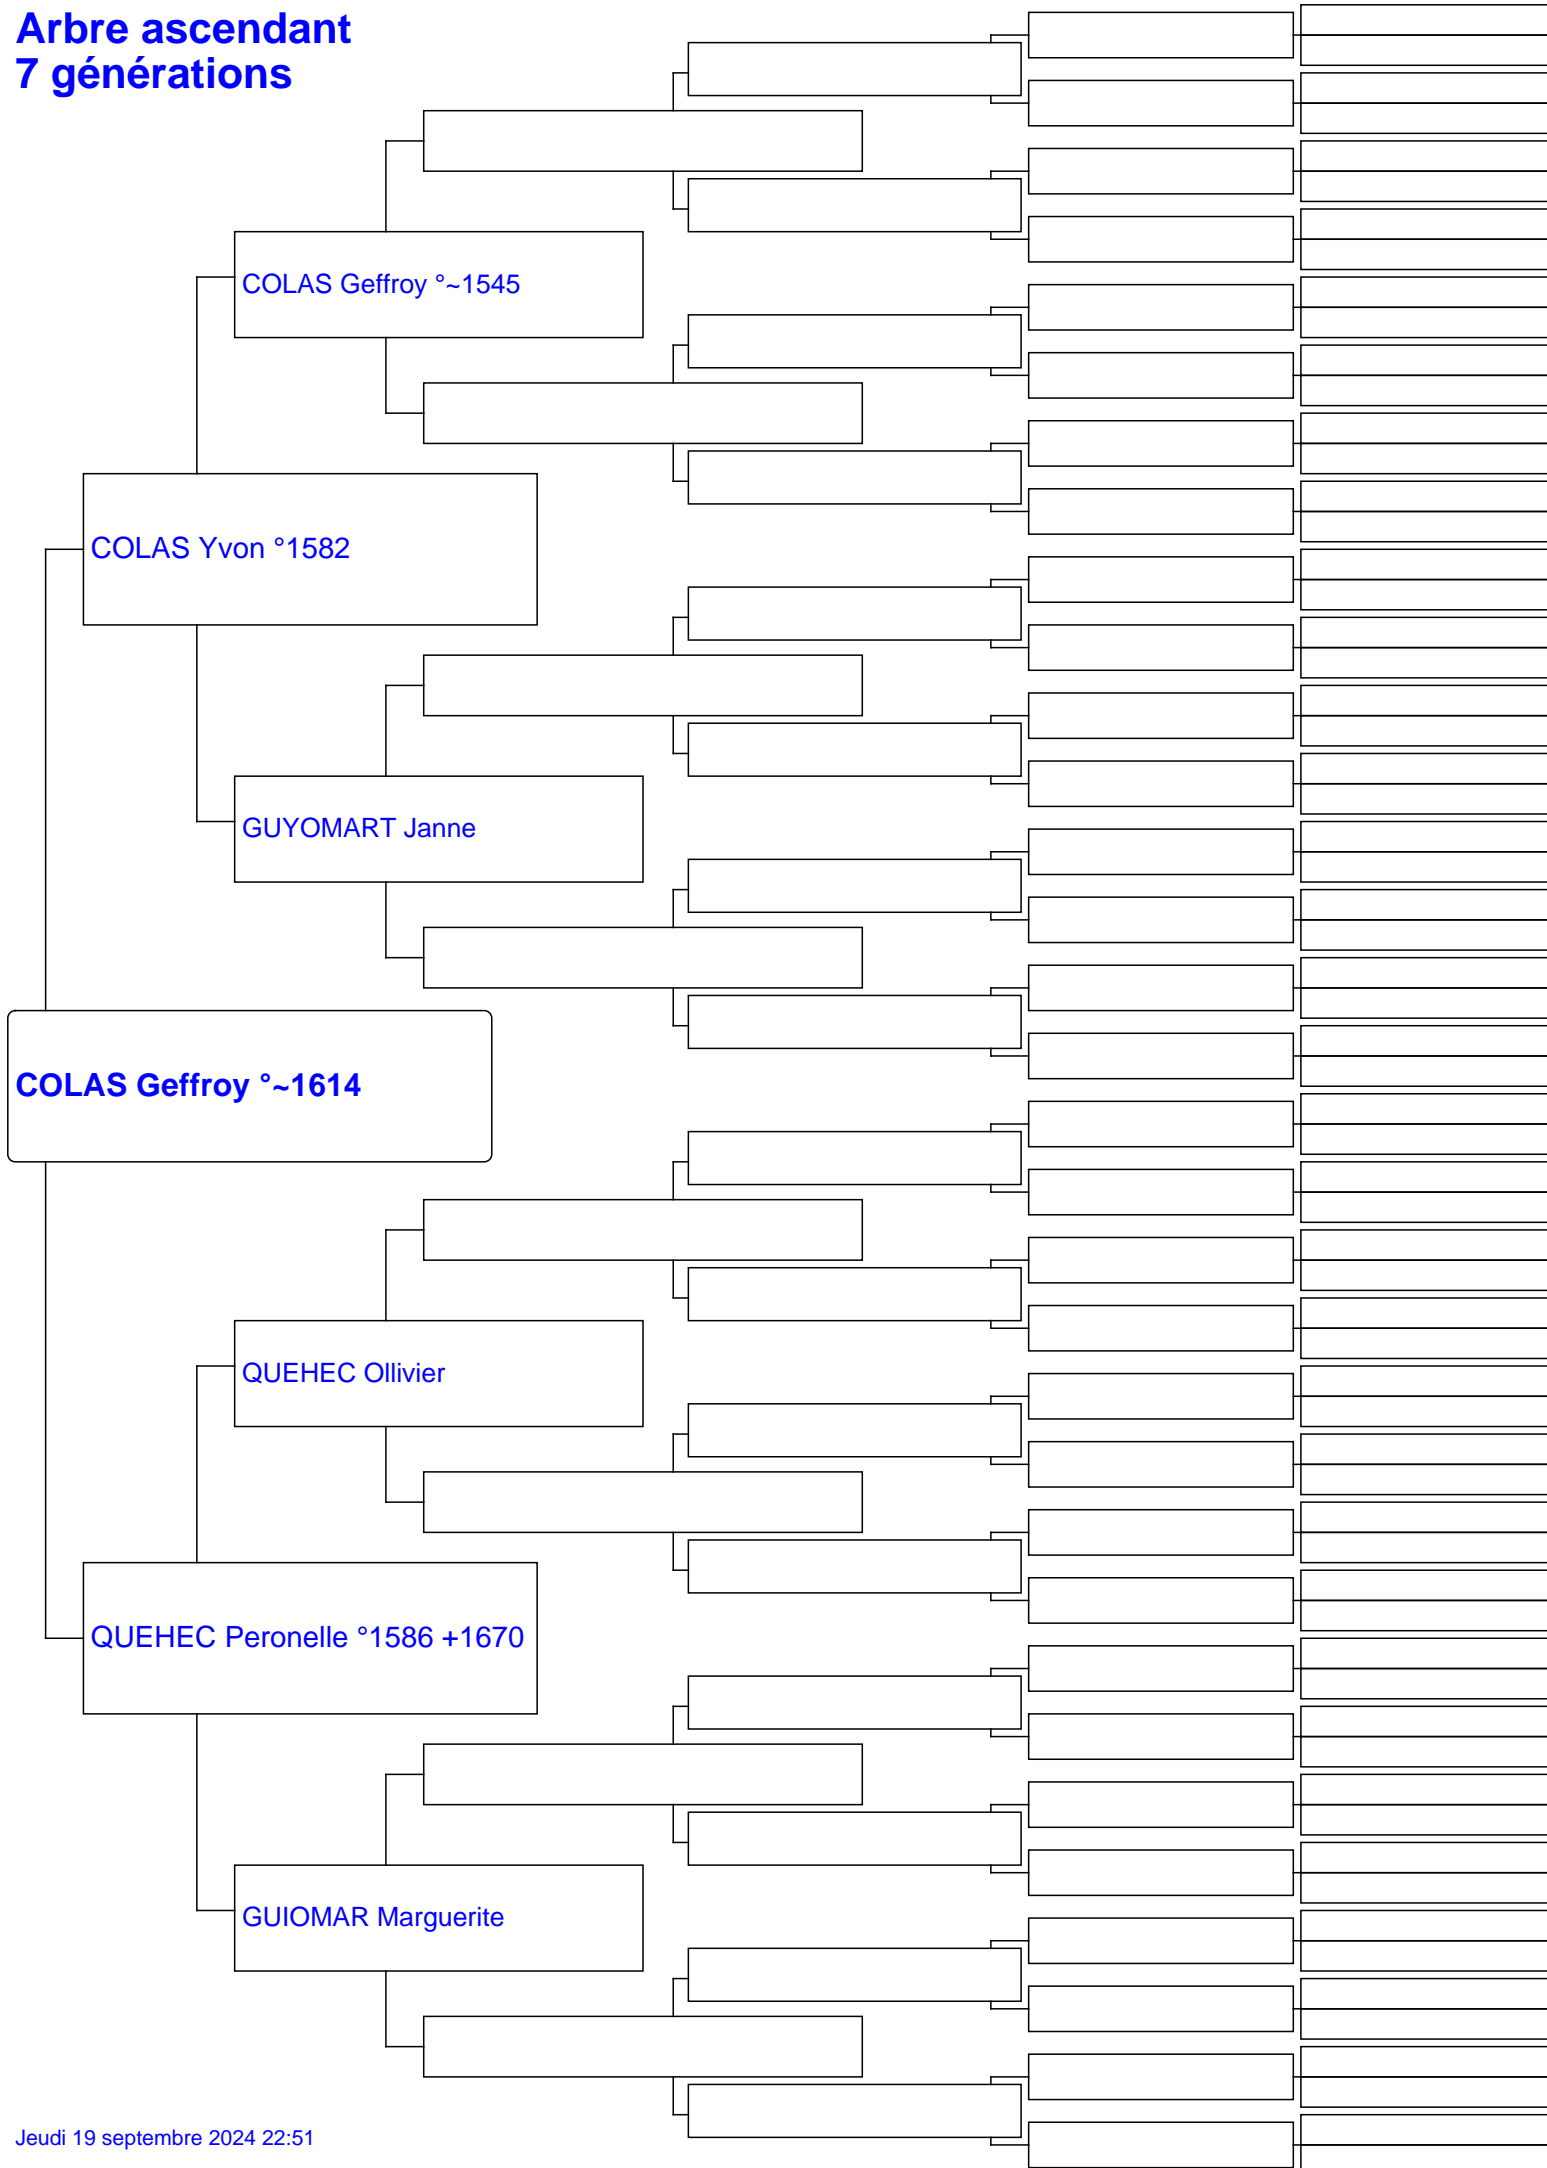 Arbre ascendant
7 générations
COLAS Geffroy °~1545
COLAS Yvon °1582
GUYOMART Janne
COLAS Geffroy °~1614
QUEHEC Ollivier
QUEHEC Peronelle °1586 +1670
GUIOMAR Marguerite
Jeudi 19 septembre 2024 22:51